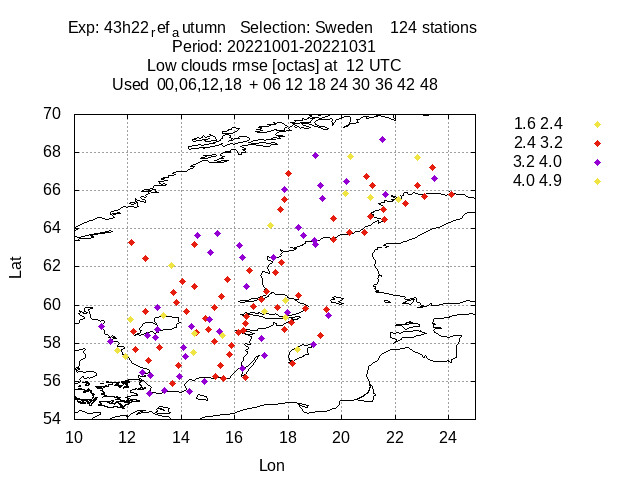 Exp: 43h22refautumn Selection: Sweden 124 stations
Period: 20221001-20221031
Low clouds rmse [octas] at 12 UTC
Used 00,06,12,18 + 06 12 18 24 30 36 42 48
70
68
66
64
62
60
58
56
54
10 12 14 16 18 20 22 24
Lat
Lon
1.6 2.4
2.4 3.2
3.2 4.0
4.0 4.9